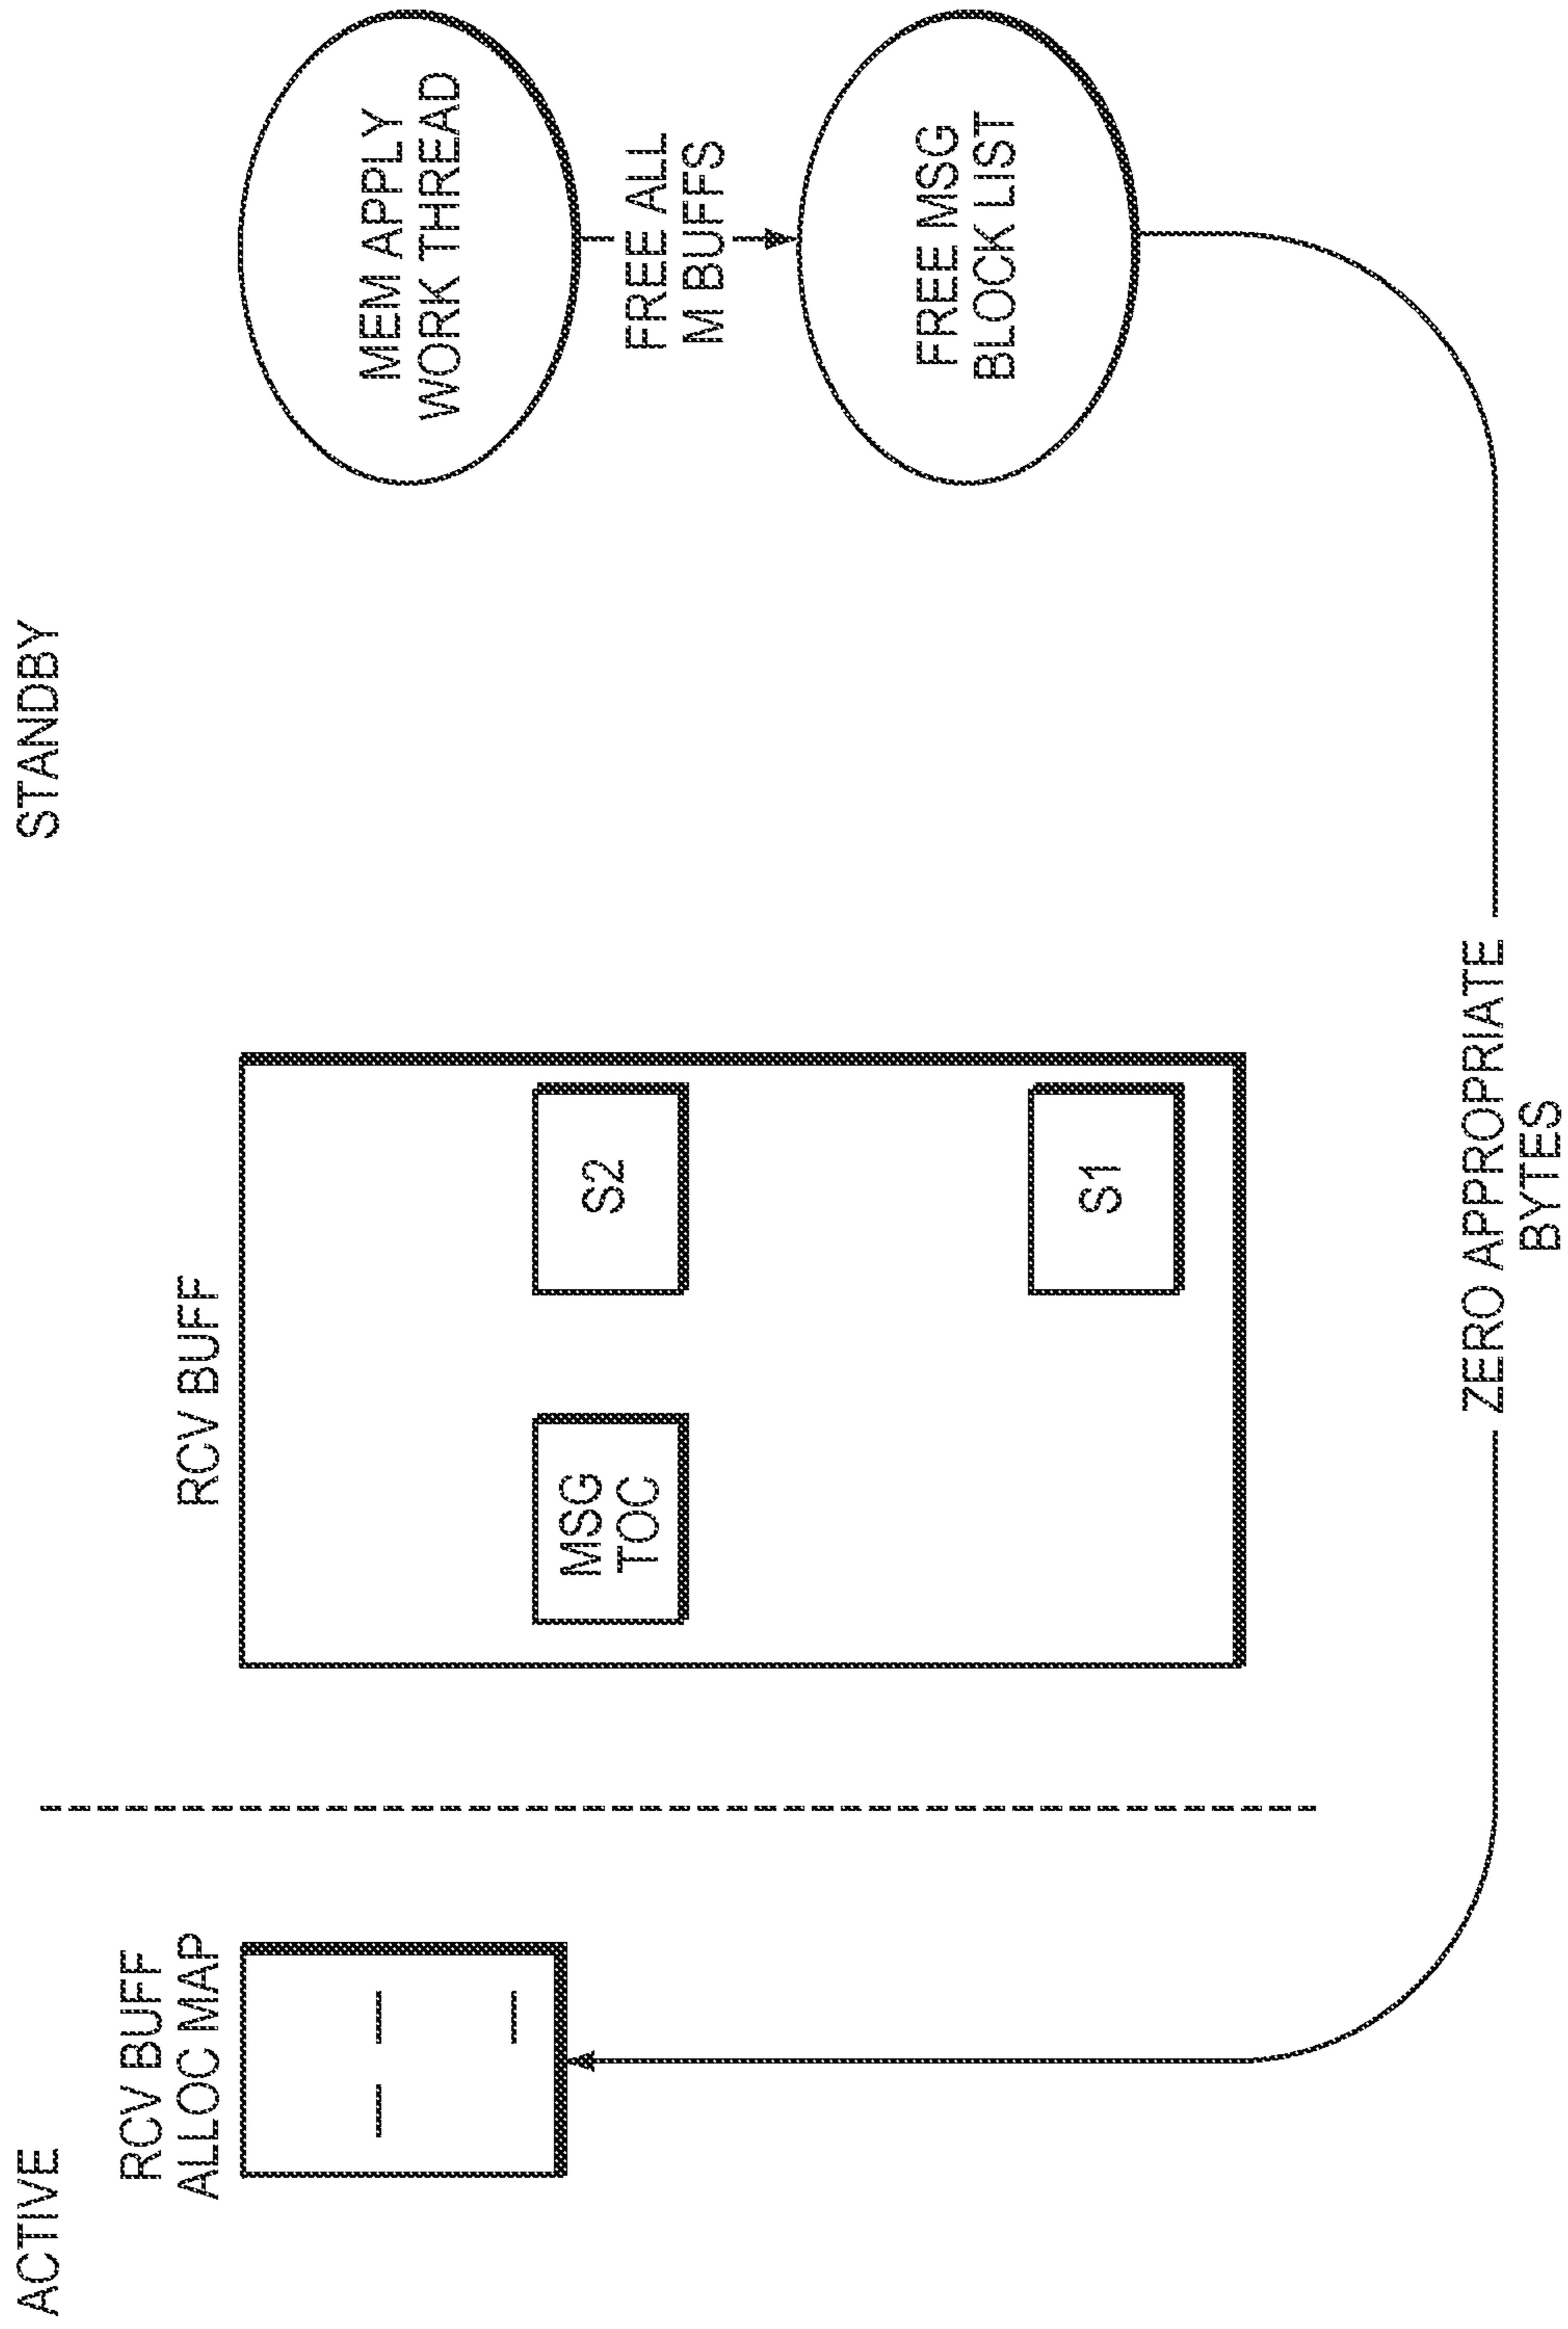 ACTIVE
STANDBY
RCV BUFF
ALLOC MAP
RCV BUFF
MSG
TOC
S2
S1
MEM APPLY
WORK THREAD
FREE ALL
M BUFFS
FREE MSG
BLOCK LIST
ZERO APPROPRIATE
BYTES